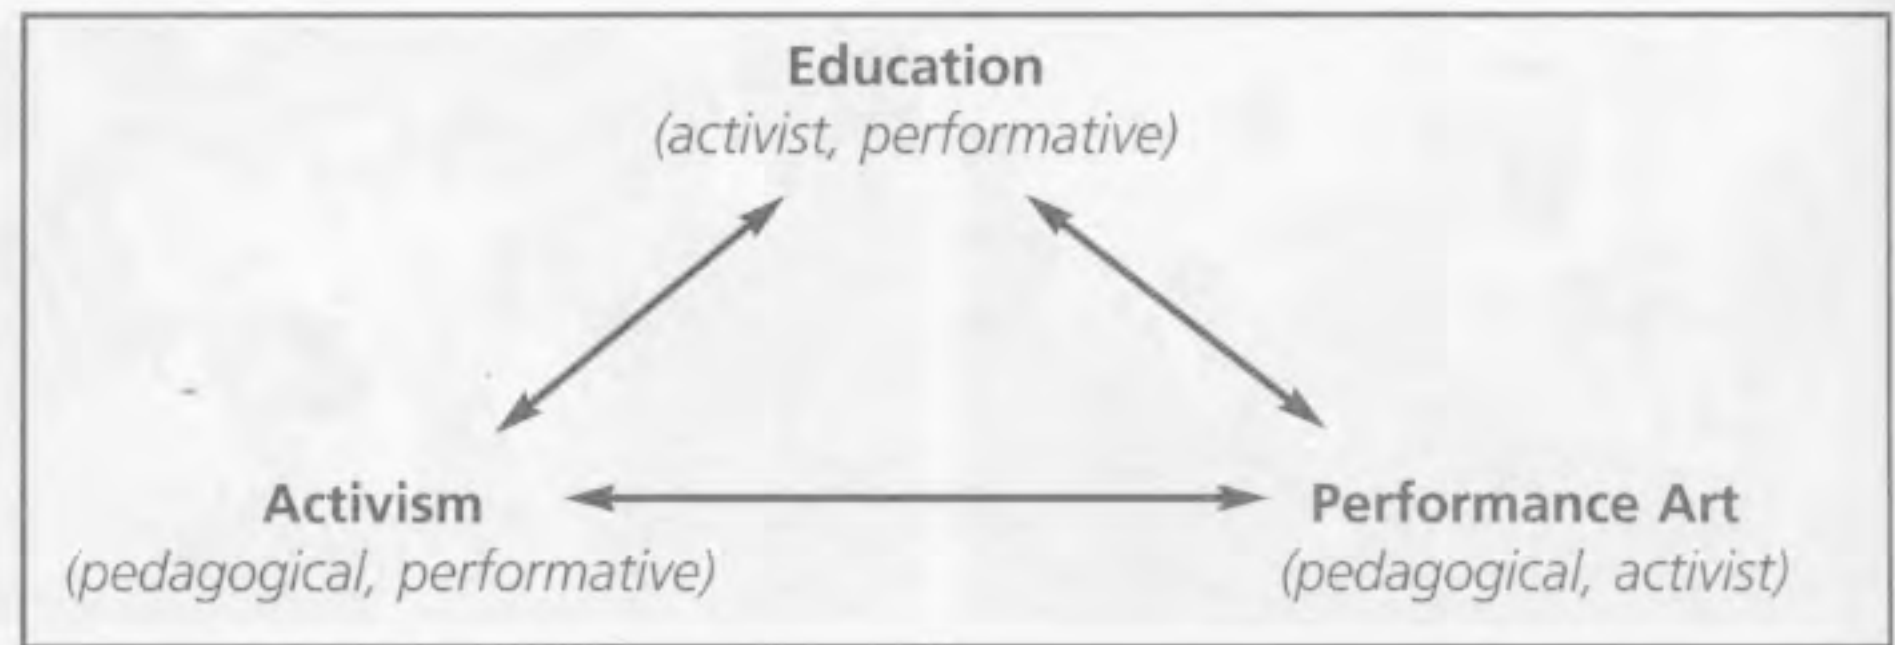 Education
(activist, performative)
Activism
Performance Art
(pedagogical, performative)
(pedagogical, activist)